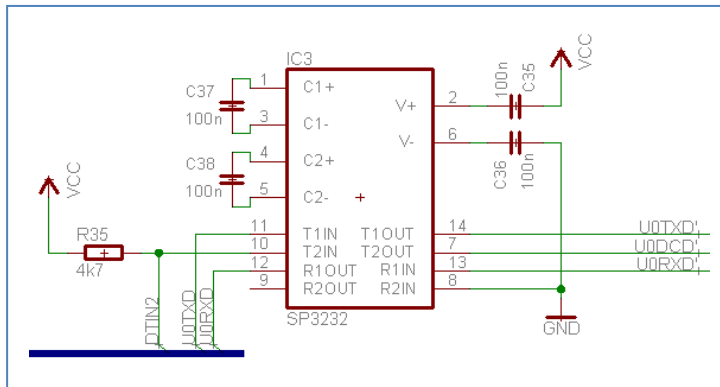 IC3
VCC
100n
C35
C37
100n
1
C1+
3
C1-
V+
2
V-
6
C36
100n
C38
100n
4
C2+
5
C2-
VCC
R35
4k7
11
T1IN
T1OUT
14
U0TXD'
10
T2IN
T2OUT
7
U0DCD'
12
R1OUT
R1IN
13
U0RXD'
9
R2OUT
R2IN
8
SP3232
GND
DTIN2
U0TXD
U0RXD